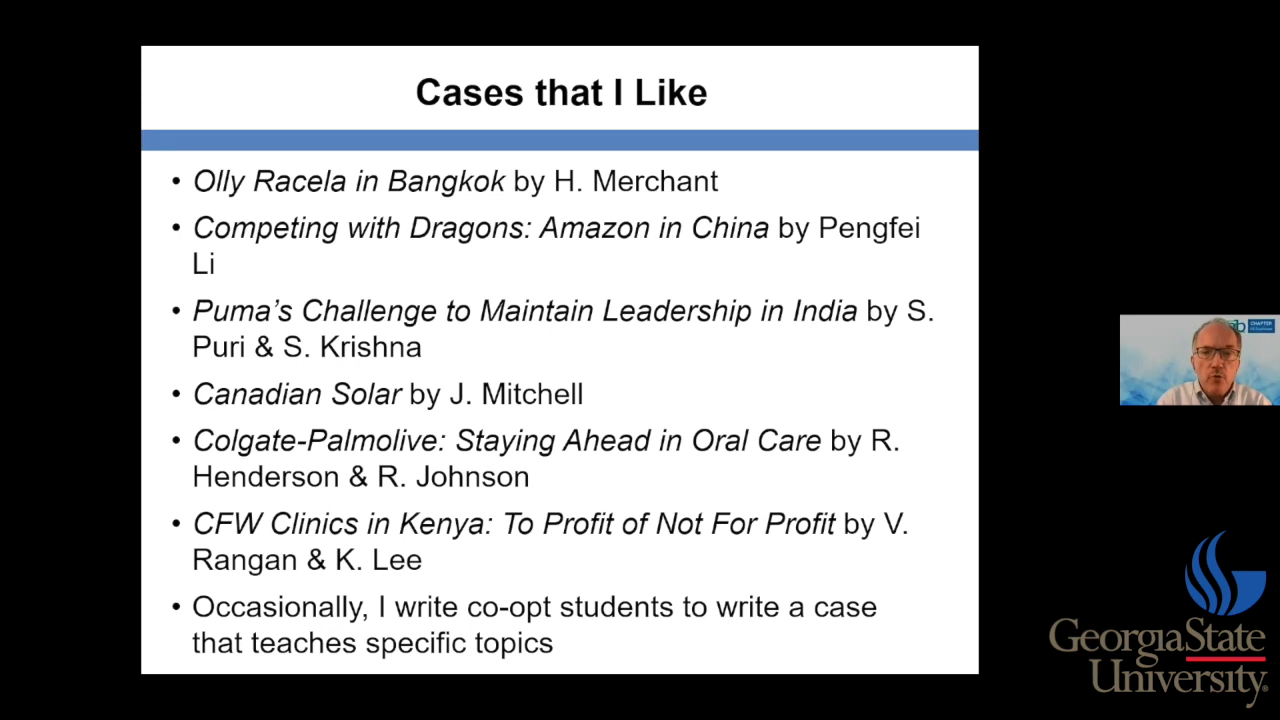 Cases that I Like
• Olly Racela in Bangkok by H. Merchant
• Competing with Dragons: Amazon in China by Pengfei
Li
• Puma's Challenge to Maintain Leadership in India by S.
Puri & S. Krishna
• Canadian Solar by J. Mitchell
• Colgate-Palmolive: Staying Ahead in Oral Care by R.
Henderson & R. Johnson
• CFW Clinics in Kenya: To Profit of Not For Profit by V.
Rangan & K. Lee
• Occasionally, I write co-opt students to write a case
that teaches specific topics
CHAPTER
GeorgiaState
University®